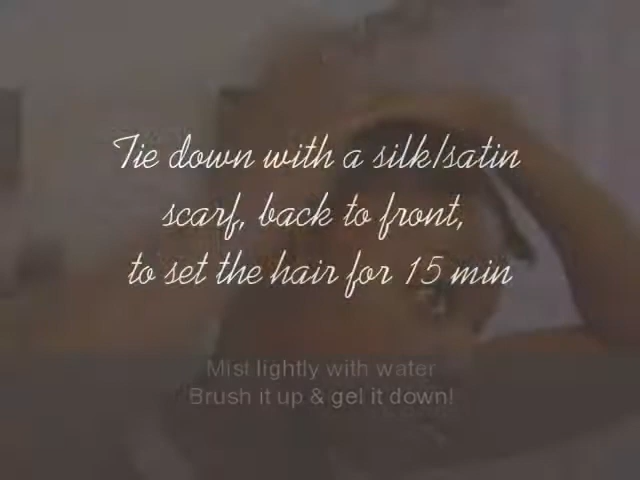 Tie down with a silk/satin
scarf, back to front,
to set the hair for 15 min
Mist lightly with water
Brush it up & gel it down!